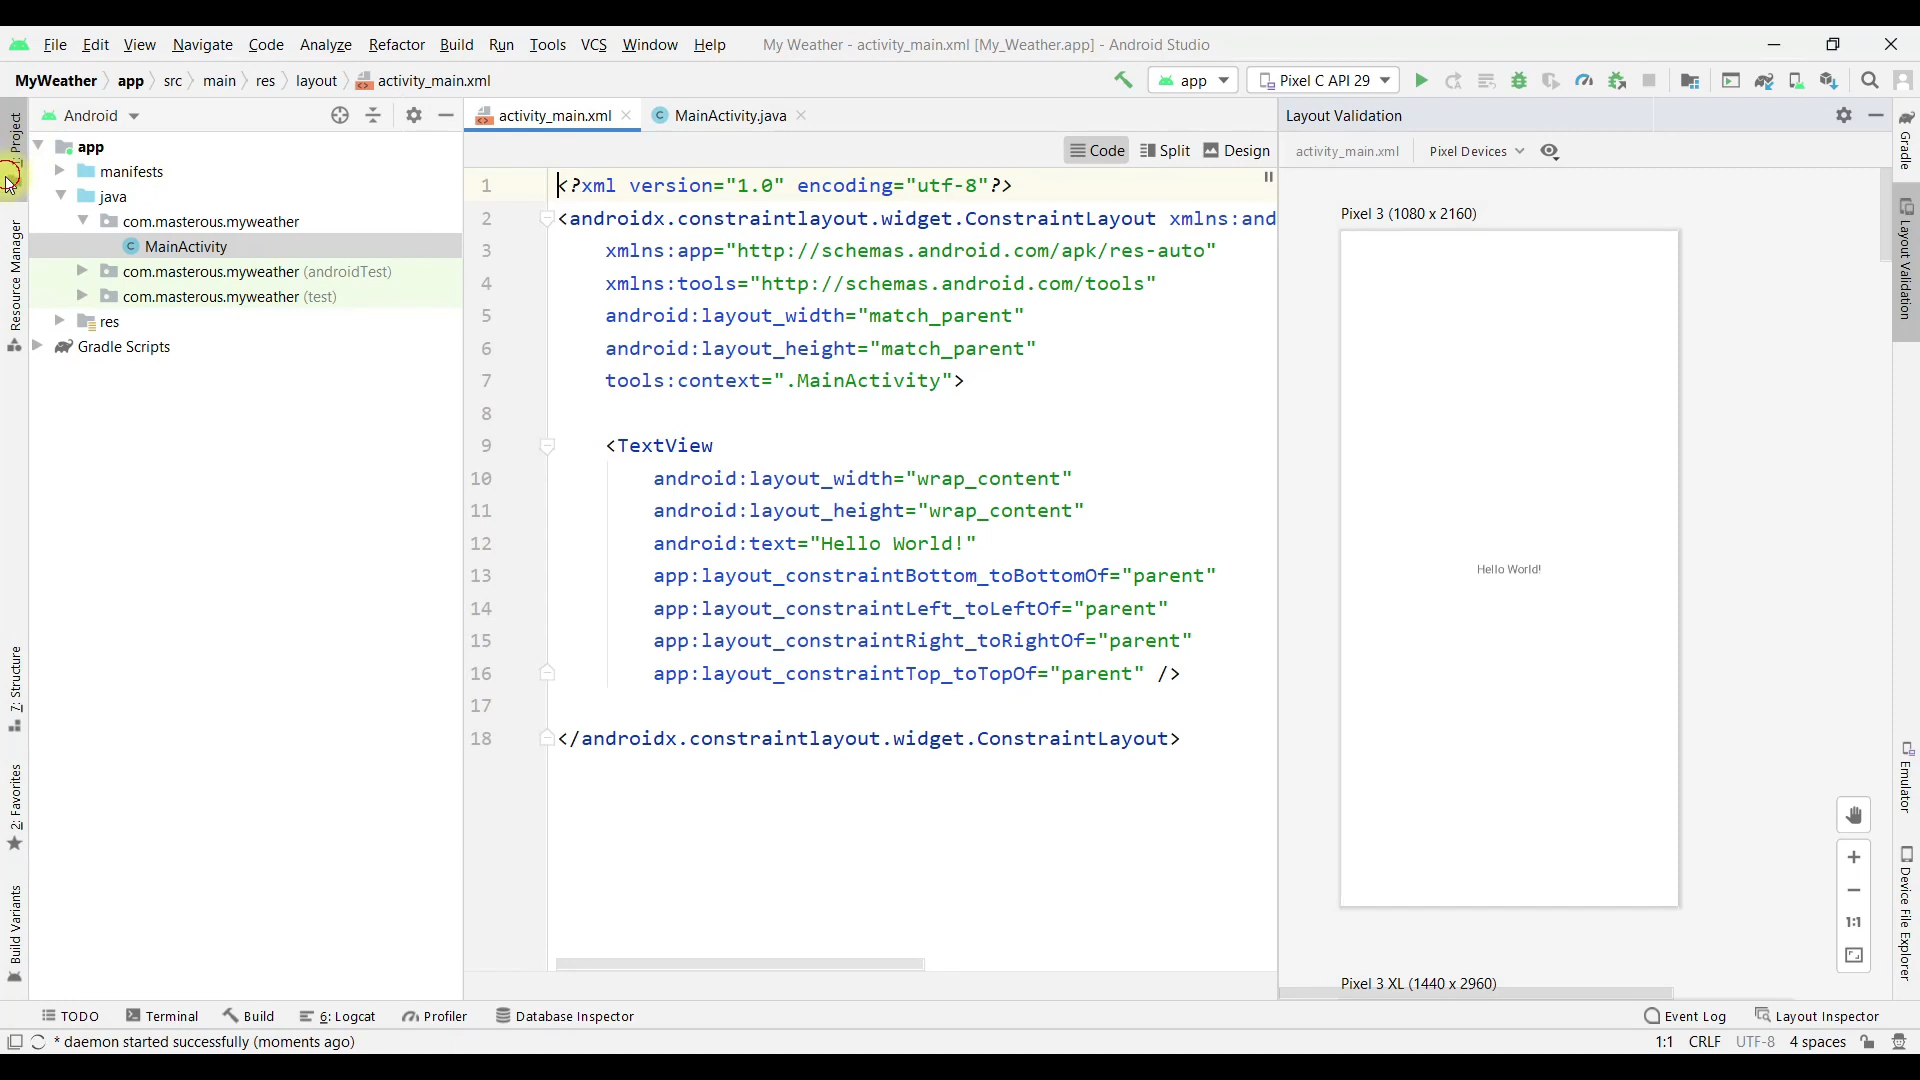 File Edit View Navigate Code Analyze Refactor Build Run Tools VCS Window Help My Weather - activity_main.xml [My_Weather.app] - Android Studio
MyWeather app src main res layout activity_main.xml app Pixel C API 29
Android
activity_main.xml MainActivity.java
Layout Validation
Code Split Design
activity_main.xml Pixel Devices
1: Project
Resource Manager
7: Structure
2: Favorites
Build Variants
app
manifests
java
com.masterous.myweather
MainActivity
com.masterous.myweather (androidTest)
com.masterous.myweather (test)
res
Gradle Scripts
1 <?xml version="1.0" encoding="utf-8"?>
2 <androidx.constraintlayout.widget.ConstraintLayout xmlns:and
3 xmlns:app="http://schemas.android.com/apk/res-auto"
4 xmlns:tools="http://schemas.android.com/tools"
5 android:layout_width="match_parent"
6 android:layout_height="match_parent"
7 tools:context=".MainActivity">
8
9 <TextView
10 android:layout_width="wrap_content"
11 android:layout_height="wrap_content"
12 android:text="Hello World!"
13 app:layout_constraintBottom_toBottomOf="parent"
14 app:layout_constraintLeft_toLeftOf="parent"
15 app:layout_constraintRight_toRightOf="parent"
16 app:layout_constraintTop_toTopOf="parent" />
17
18 </androidx.constraintlayout.widget.ConstraintLayout>
Pixel 3 (1080 x 2160)
Hello World!
1:1
Pixel 3 XL (1440 x 2960)
Gradle
Layout Validation
Emulator
Device File Explorer
TODO Terminal Build 6: Logcat Profiler Database Inspector Event Log Layout Inspector
* daemon started successfully (moments ago) 1:1 CRLF UTF-8 4 spaces